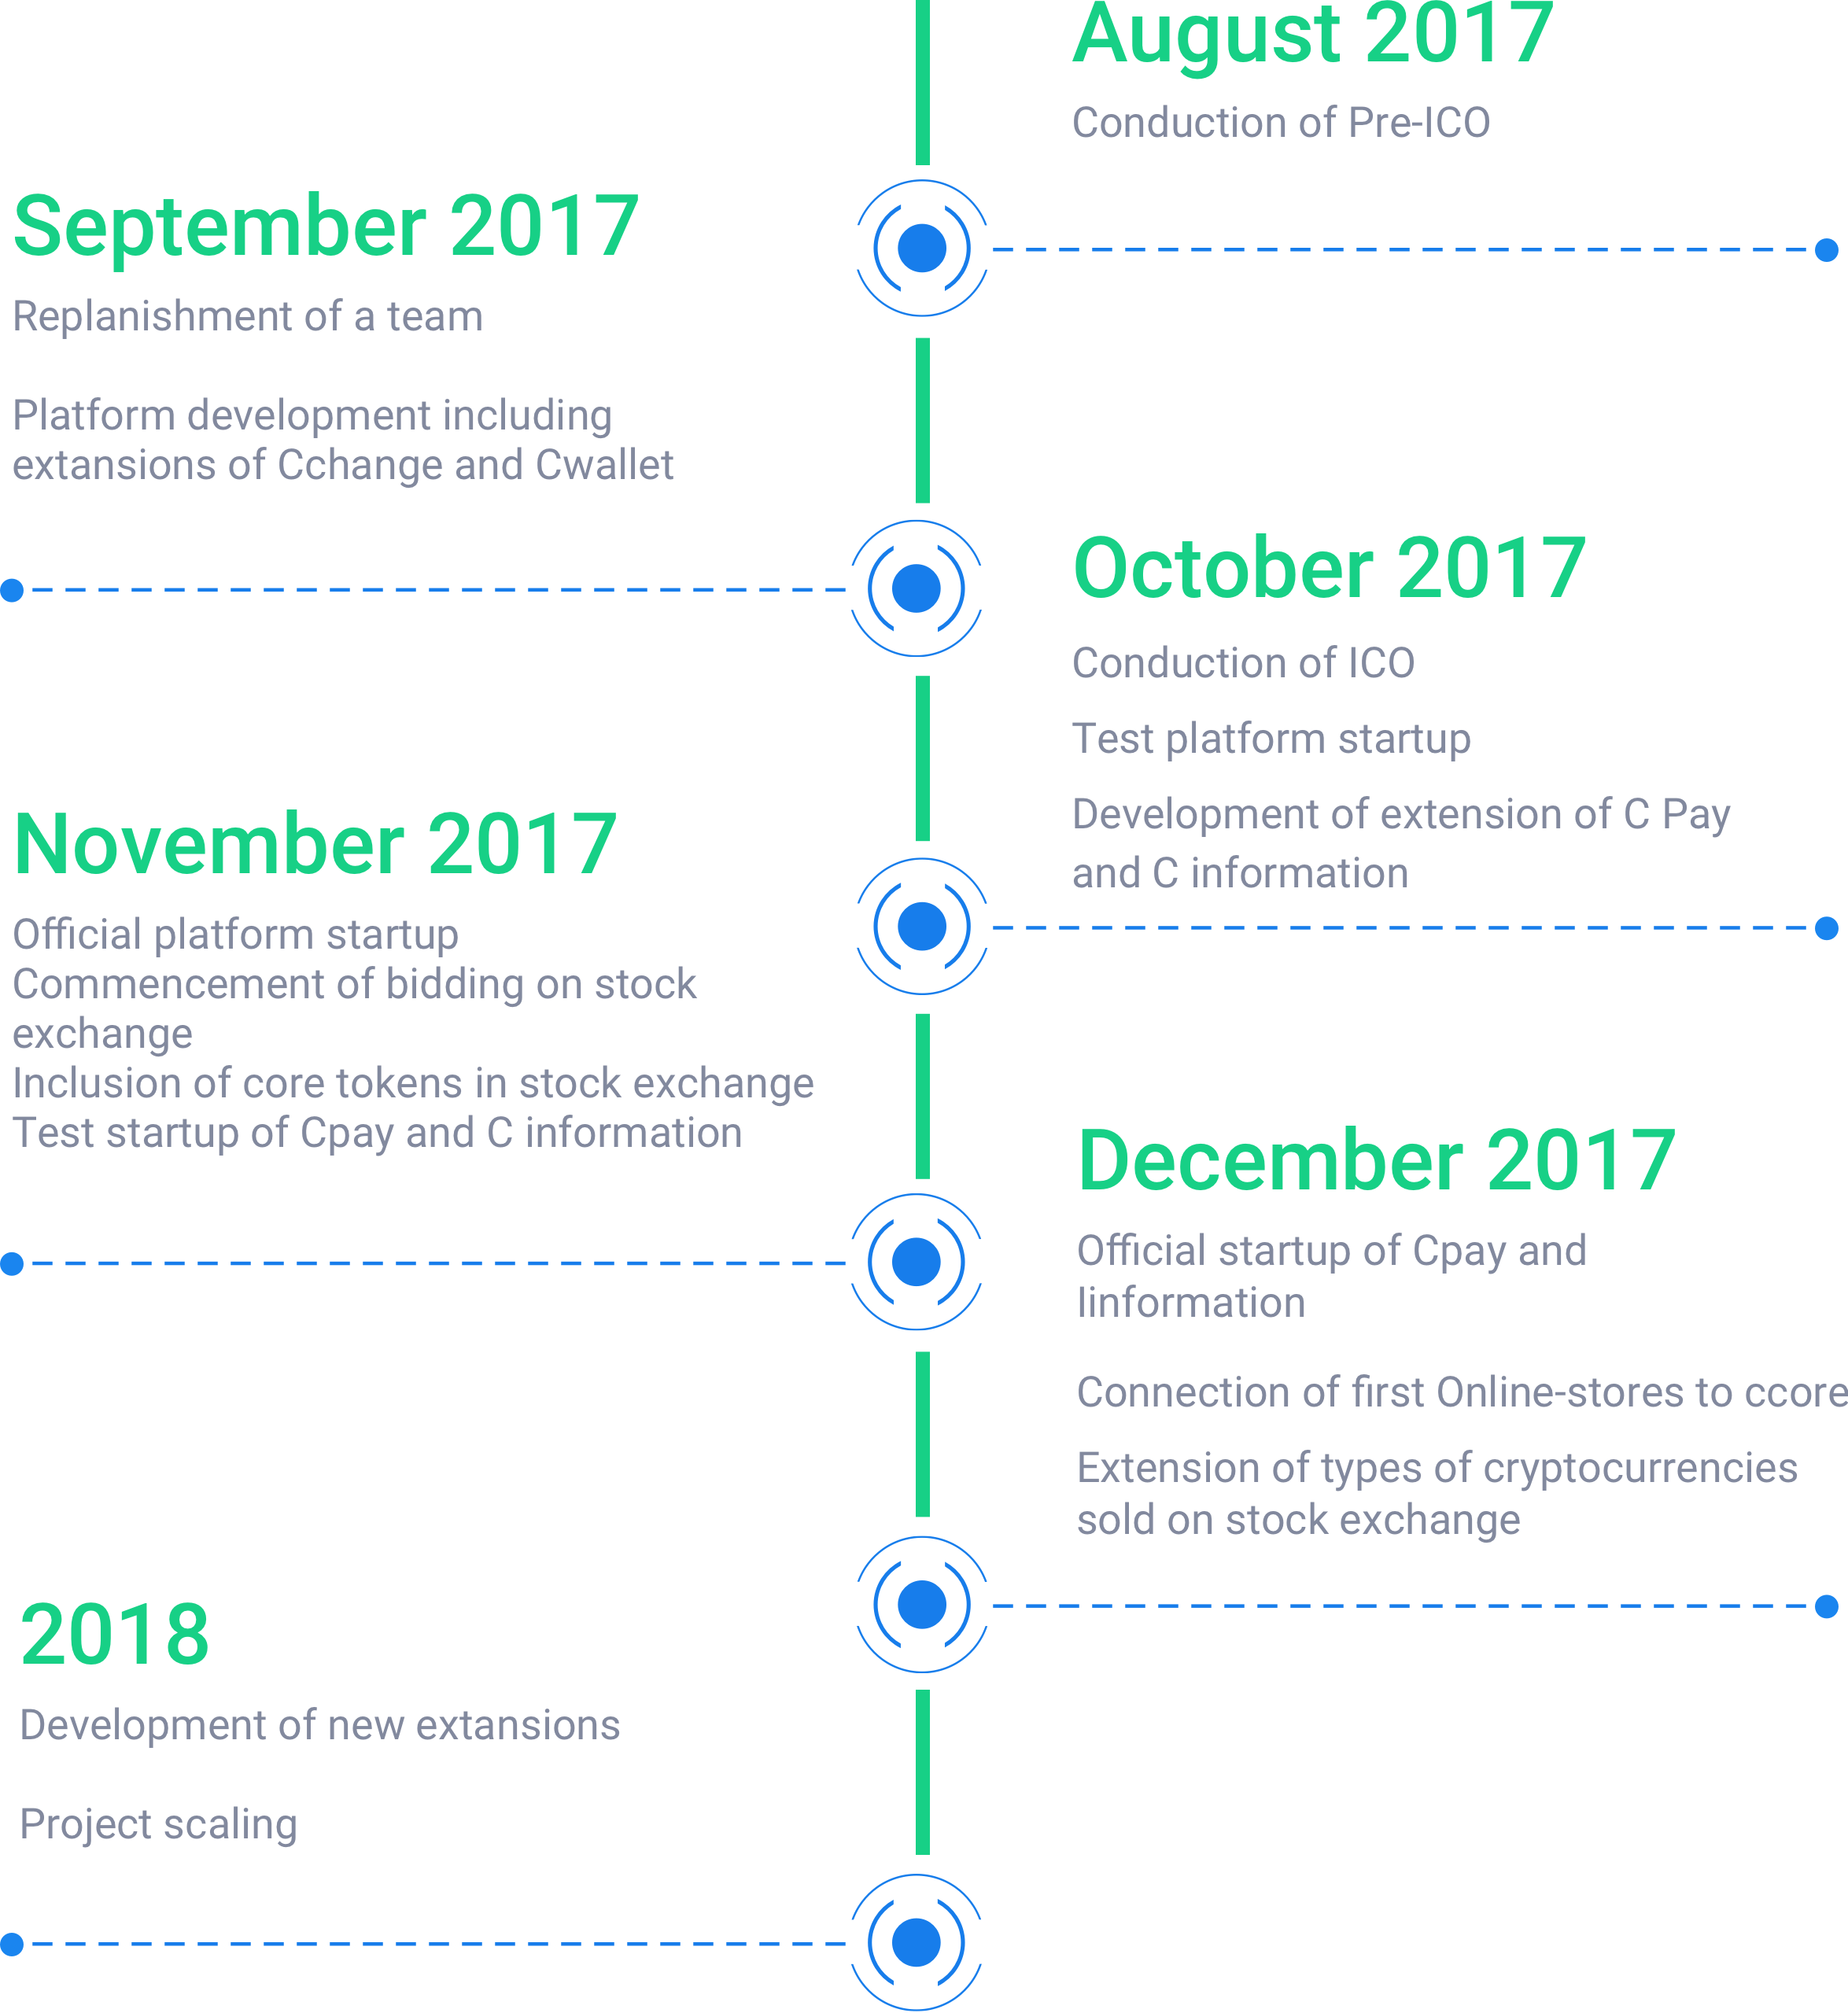 August 2017
Conduction of Pre-ICO
September 2017
Replanishment of a team
Platform development including
extansions of Cchange and Cwallet
October 2017
Conduction of ICO
Test platform startup
Development of extension of C Pay
and C information
November 2017
Official platform startup
Commencement of bidding on stock
exchange
Inclusion of core tokens in stock exchange
Test startup of Cpay and C information
December 2017
Official startup of Cpay and
Iinformation
Connection of first Online-stores to ccore
Extension of types of cryptocurrencies
sold on stock exchange
2018
Development of new extansions
Project scaling